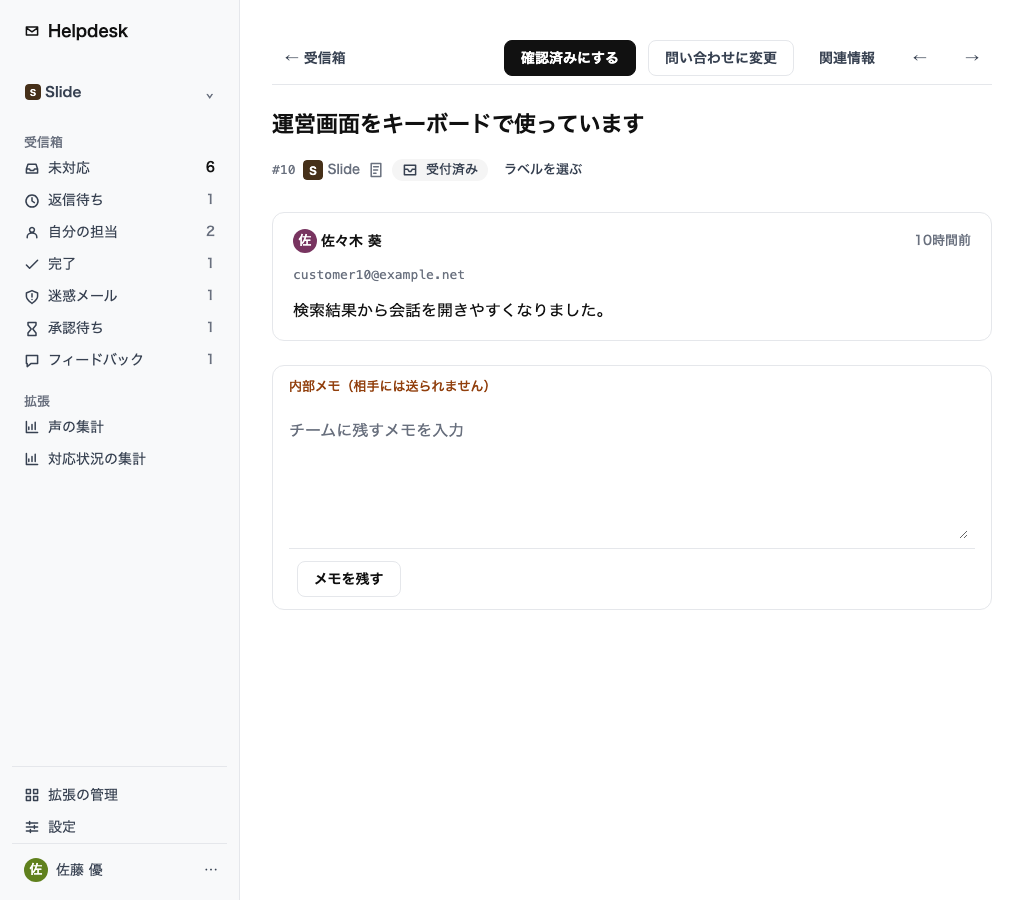 Helpdesk
S Slide
受信箱
未対応 6
返信待ち 1
自分の担当 2
完了 1
迷惑メール 1
承認待ち 1
フィードバック 1
拡張
声の集計
対応状況の集計
拡張の管理
設定
佐 佐藤 優 …
← 受信箱 確認済みにする 問い合わせに変更 関連情報 ← →
運営画面をキーボードで使っています
#10 S Slide 受付済み ラベルを選ぶ
佐 佐々木 葵 10時間前
customer10@example.net
検索結果から会話を開きやすくなりました。
内部メモ（相手には送られません）
チームに残すメモを入力
メモを残す